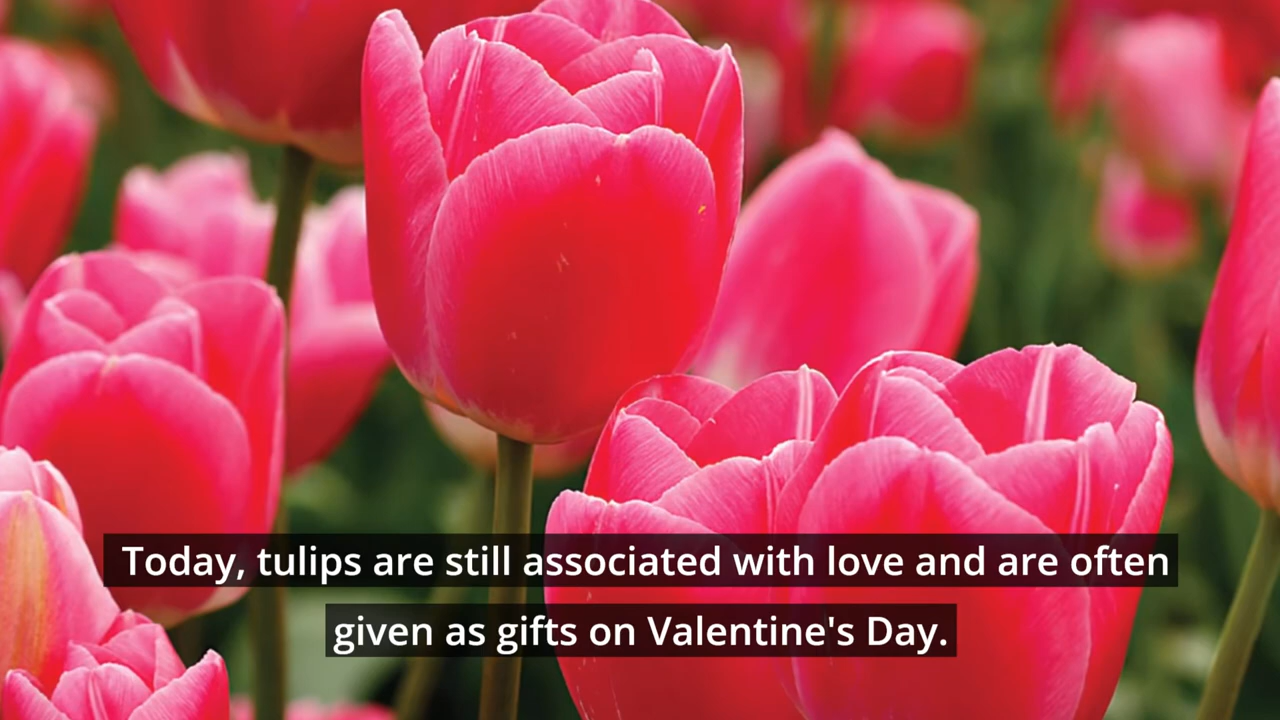 Today, tulips are still associated with love and are often
given as gifts on Valentine's Day.